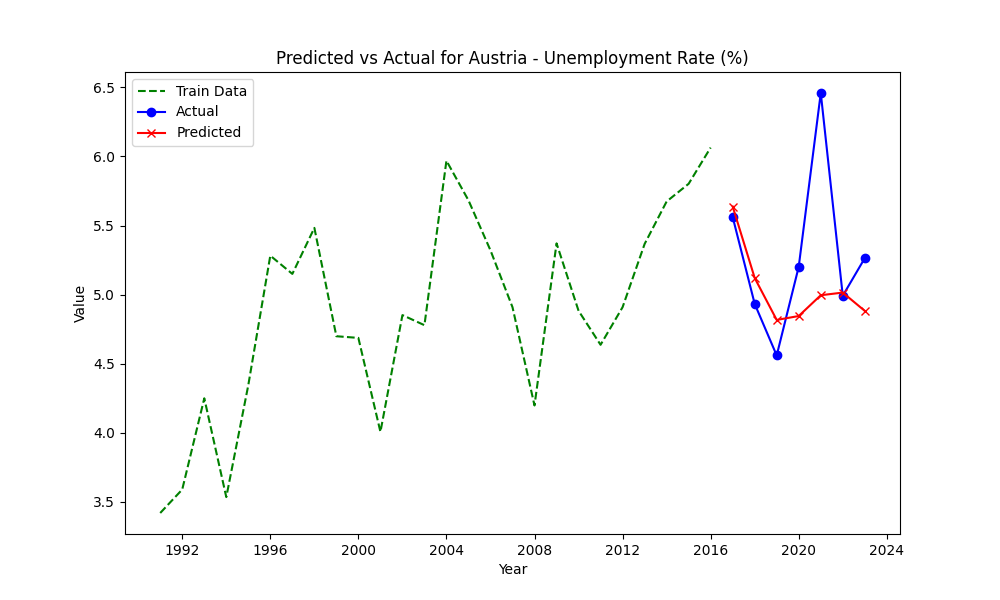 Predicted vs Actual for Austria - Unemployment Rate (%)
Train Data
Actual
Predicted
6.5
6.0
5.5
5.0
4.5
4.0
3.5
Value
1992 1996 2000 2004 2008 2012 2016 2020 2024
Year